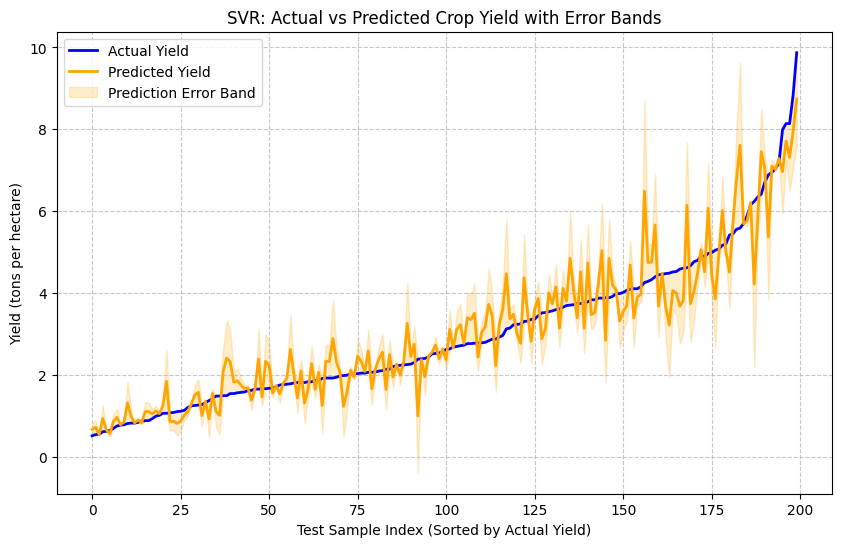 SVR: Actual vs Predicted Crop Yield with Error Bands
Actual Yield
Predicted Yield
Prediction Error Band
Yield (tons per hectare)
10
8
6
4
2
0
0 25 50 75 100 125 150 175 200
Test Sample Index (Sorted by Actual Yield)